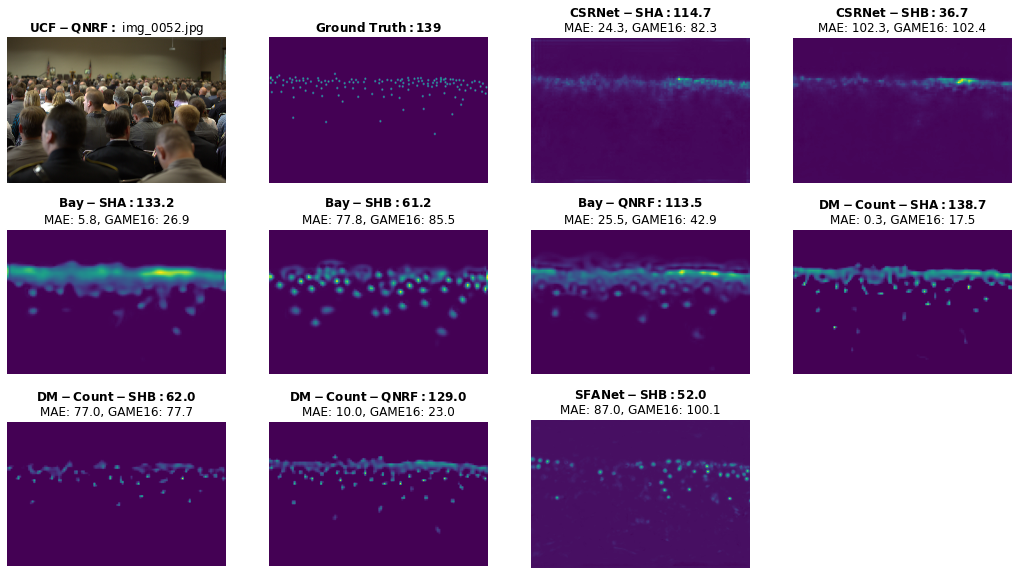 UCF − QNRF : img_0052.jpg
Ground Truth : 139
CSRNet − SHA : 114.7
MAE: 24.3, GAME16: 82.3
CSRNet − SHB : 36.7
MAE: 102.3, GAME16: 102.4
Bay − SHA : 133.2
MAE: 5.8, GAME16: 26.9
Bay − SHB : 61.2
MAE: 77.8, GAME16: 85.5
Bay − QNRF : 113.5
MAE: 25.5, GAME16: 42.9
DM − Count − SHA : 138.7
MAE: 0.3, GAME16: 17.5
DM − Count − SHB : 62.0
MAE: 77.0, GAME16: 77.7
DM − Count − QNRF : 129.0
MAE: 10.0, GAME16: 23.0
SFANet − SHB : 52.0
MAE: 87.0, GAME16: 100.1